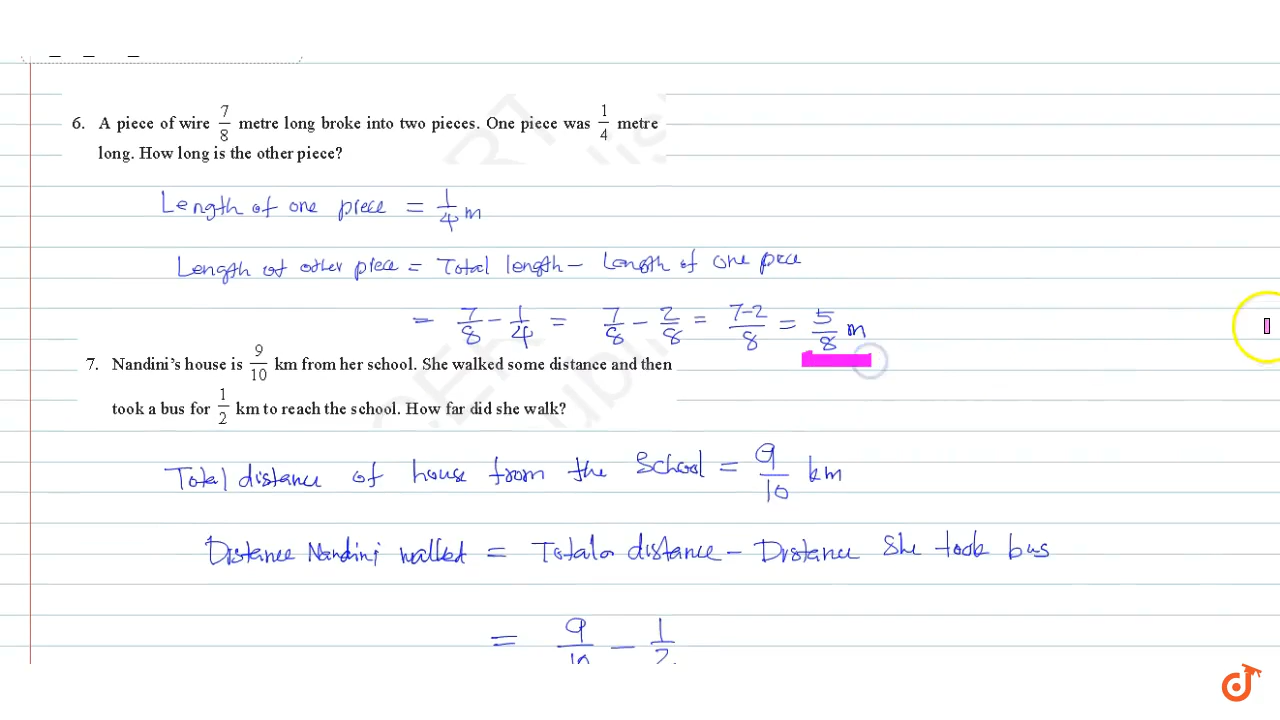 6. A piece of wire 7/8 metre long broke into two pieces. One piece was 1/4 metre
long. How long is the other piece?
Length of one piece = 1/4 m
Length of other piece = Total length - Length of one piece
= 7/8 - 1/4 = 7/8 - 2/8 = 7-2/8 = 5/8 m
7. Nandini's house is 9/10 km from her school. She walked some distance and then
took a bus for 1/2 km to reach the school. How far did she walk?
Total distance of house from the School = 9/10 km
Distance Nandini walked = Total distance - Distance She took bus
= 9/10 - 1/2